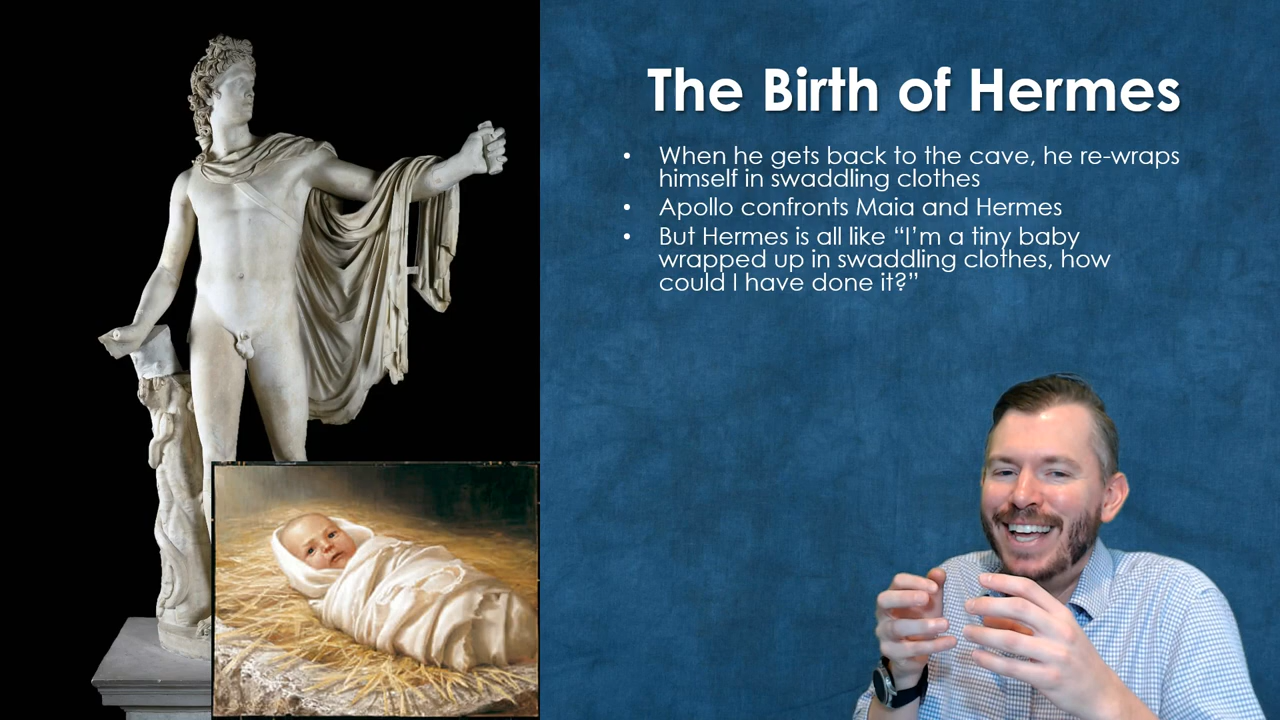 The Birth of Hermes
• When he gets back to the cave, he re-wraps
himself in swaddling clothes
• Apollo confronts Maia and Hermes
• But Hermes is all like “I’m a tiny baby
wrapped up in swaddling clothes, how
could I have done it?”